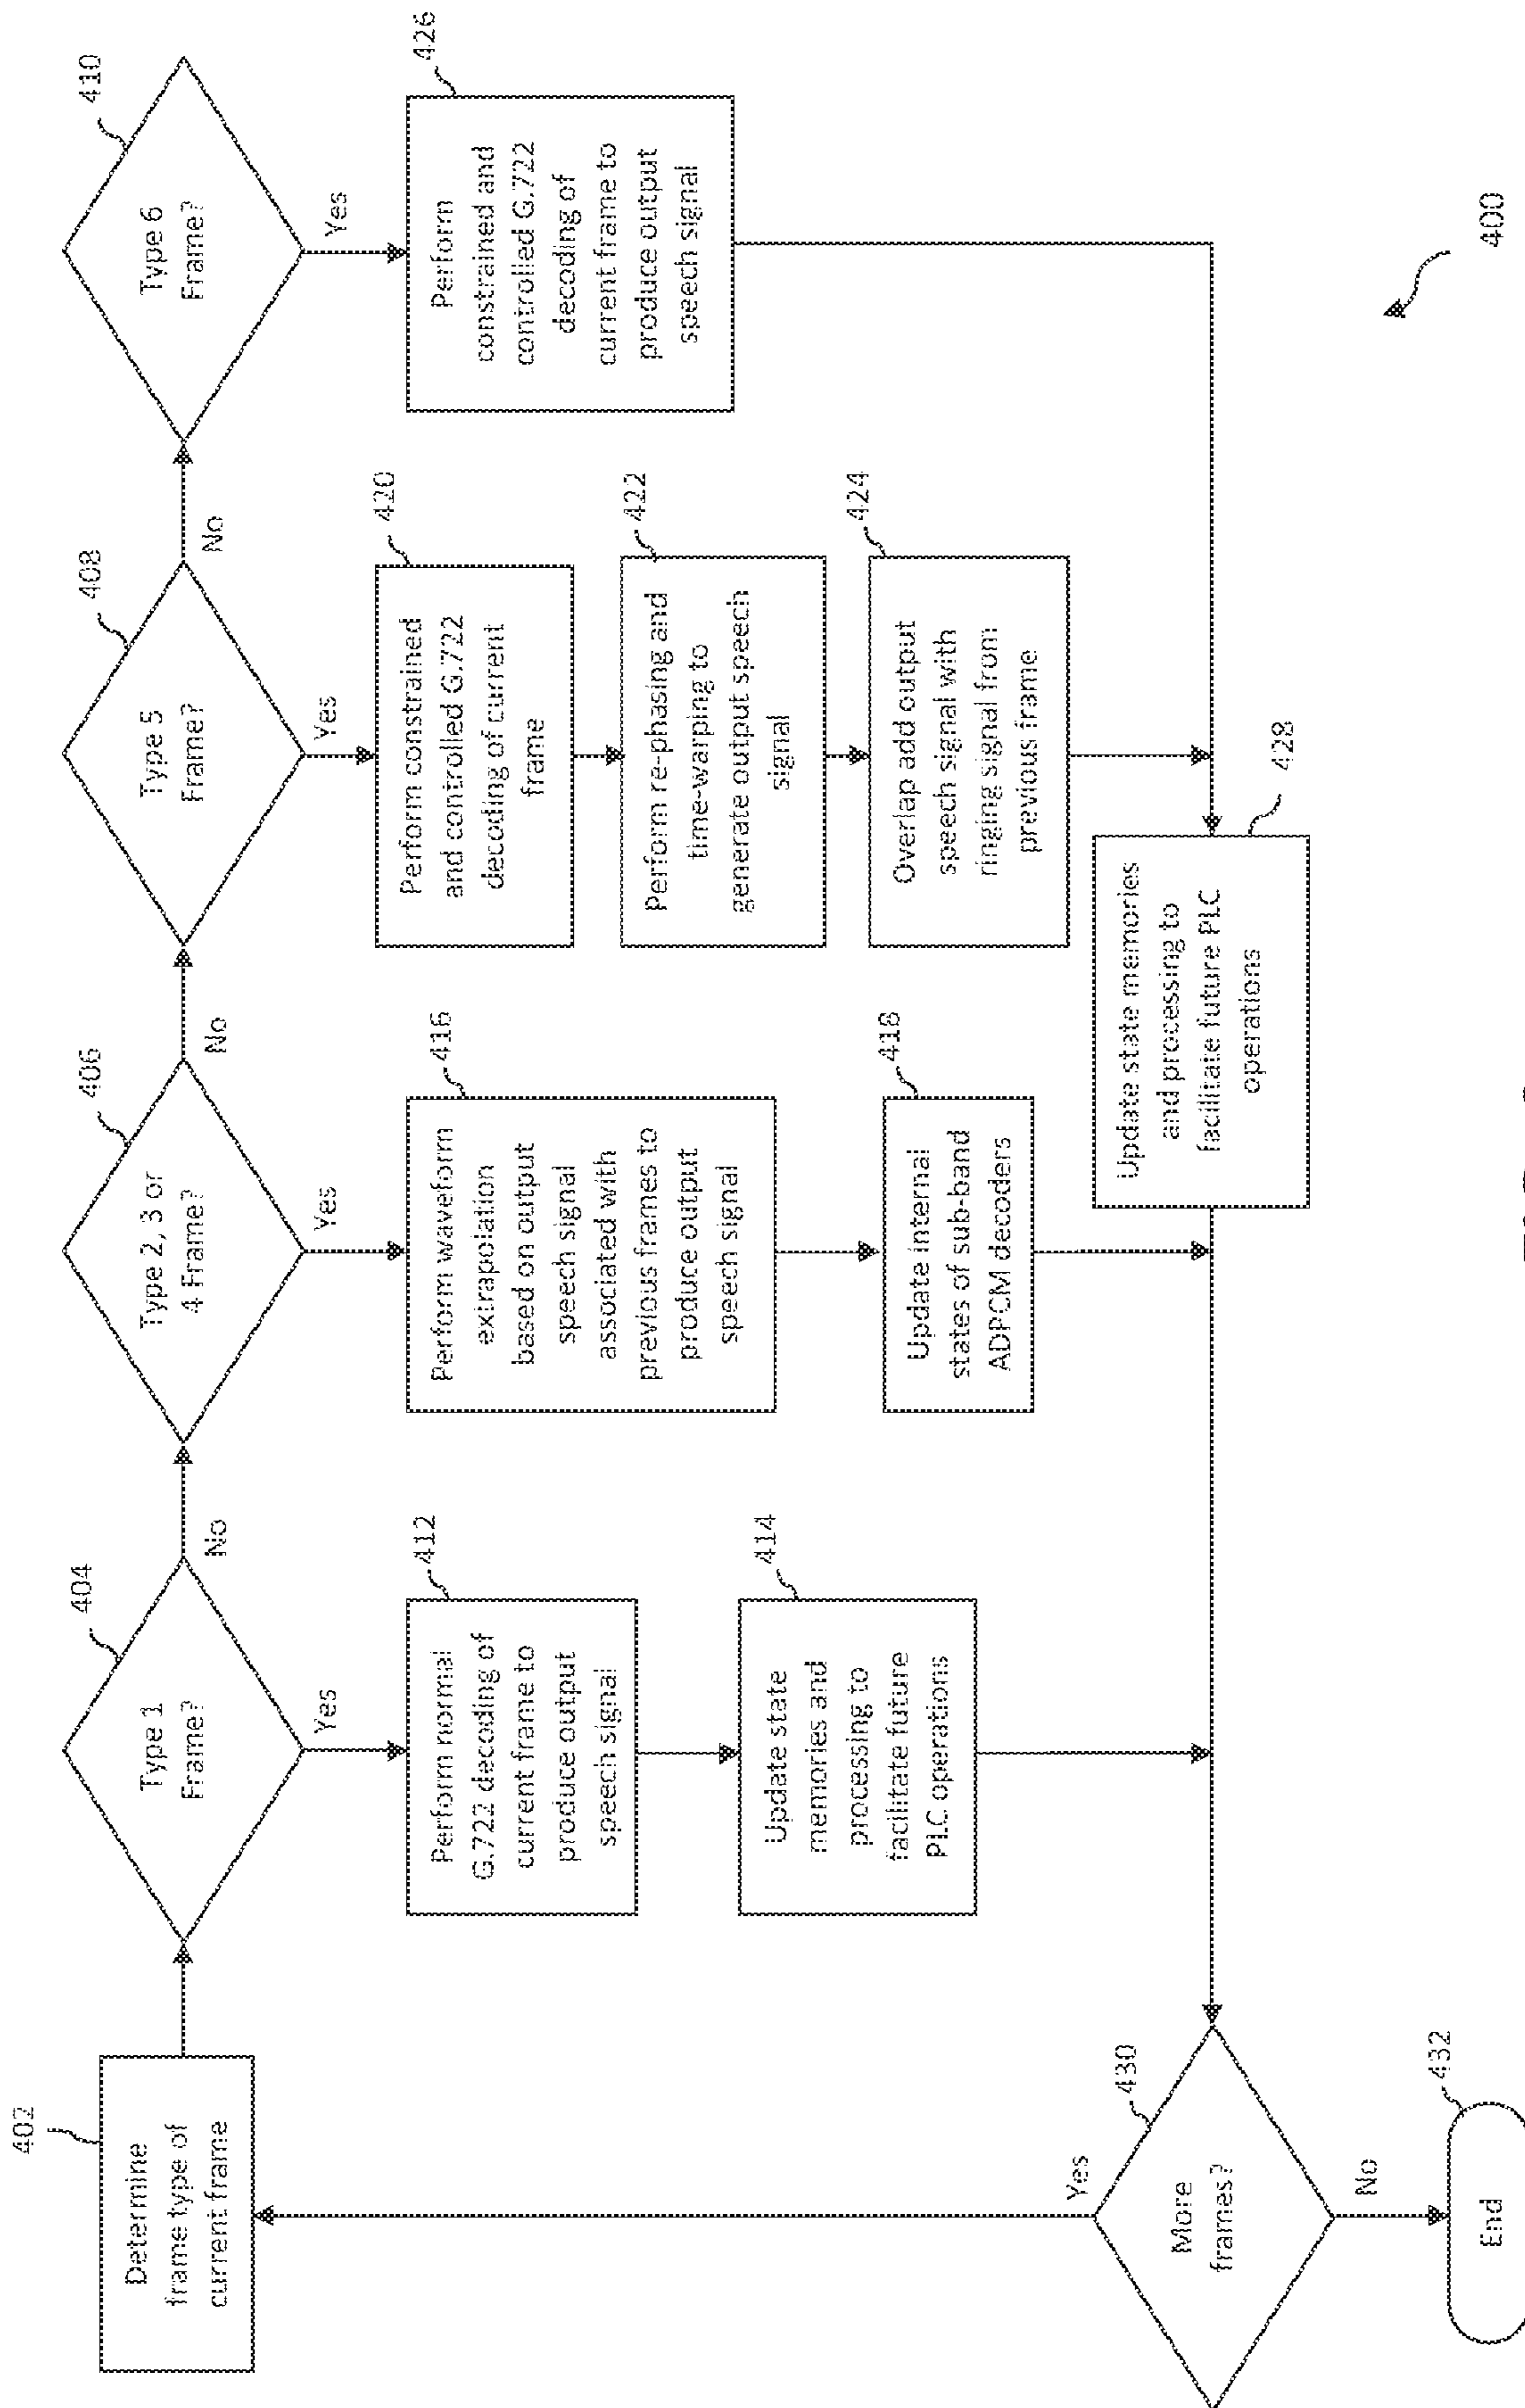 402
Determine
frame type of
current frame
404
Type 1
Frame?
Yes
No
406
Type 2, 3 or
4 Frame?
Yes
No
408
Type 5
Frame?
Yes
No
410
Type 6
Frame?
Yes
412
Perform normal
G.722 decoding of
current frame to
produce output
speech signal
414
Update state
memories and
processing to
facilitate future
PLC operations
416
Perform waveform
extrapolation
based on output
speech signal
associated with
previous frames to
produce output
speech signal
418
Update internal
states of sub-band
ADPCM decoders
420
Perform constrained
and controlled G.722
decoding of current
frame
422
Perform re-phasing and
time-warping to
generate output speech
signal
424
Overlap add output
speech signal with
ringing signal from
previous frame
426
Perform
constrained and
controlled G.722
decoding of
current frame to
produce output
speech signal
428
Update state memories
and processing to
facilitate future PLC
operations
430
More
frames?
Yes
No
432
End
400